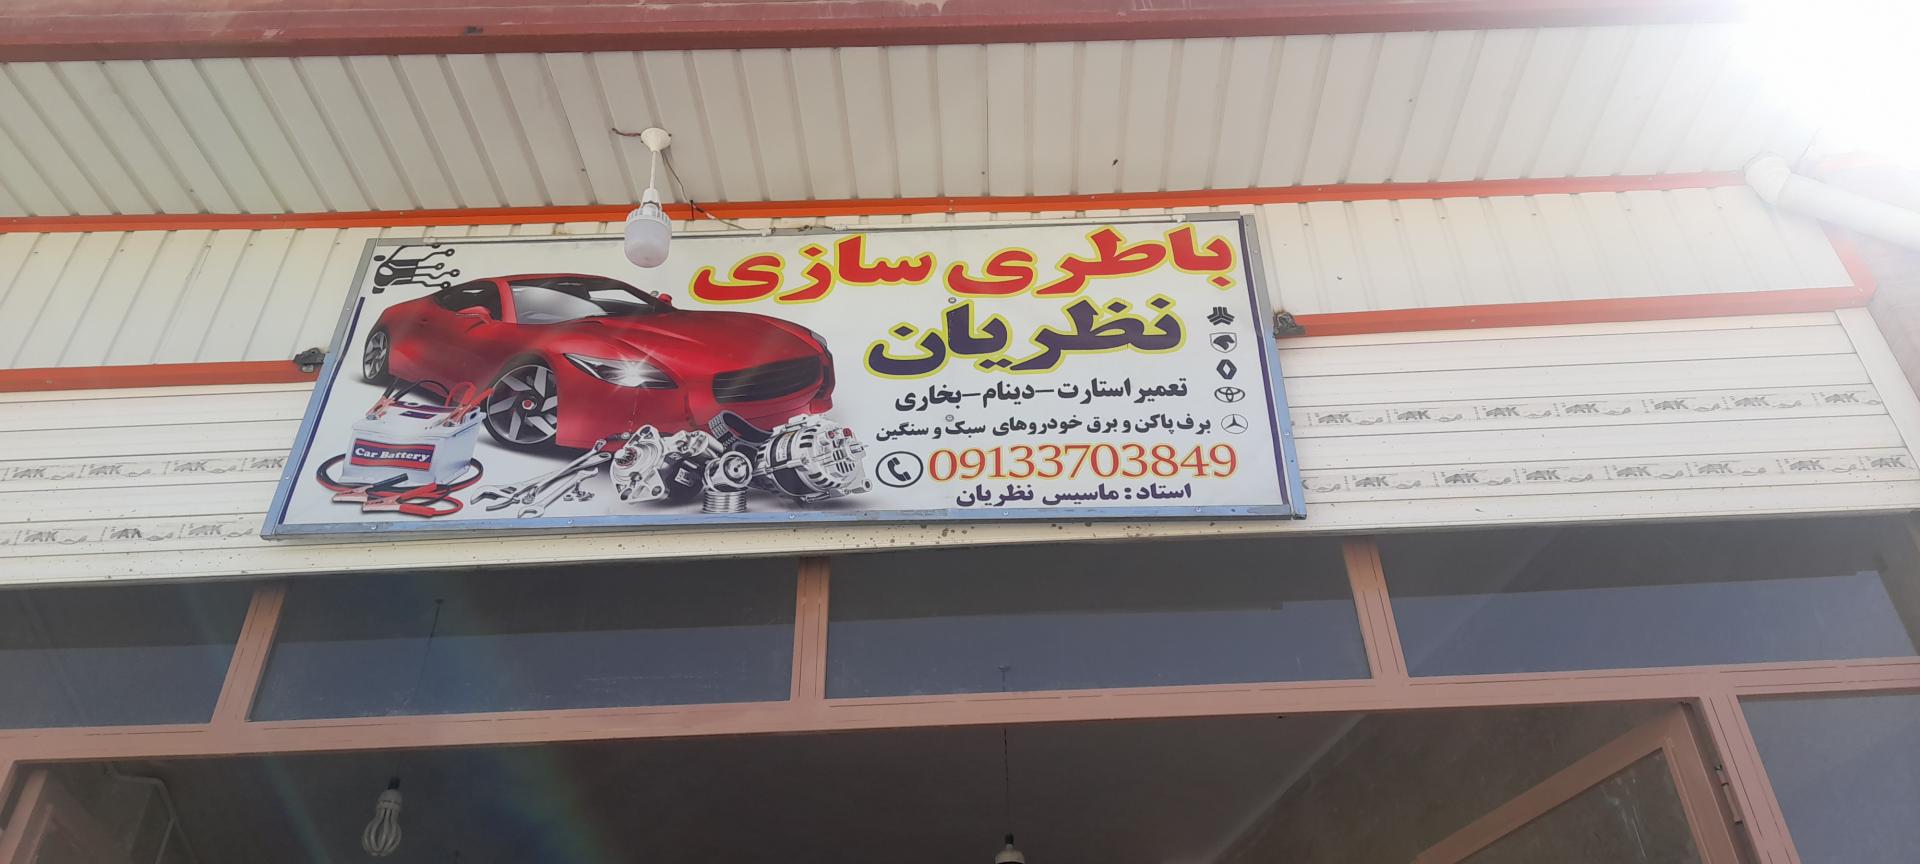 باطری سازی
نظریان
تعمیر استارت-دینام-بخاری
برف پاکن و برق خودروهای سبک و سنگین
09133703849
استاد: ماسیس نظریان
Car Battery
AK